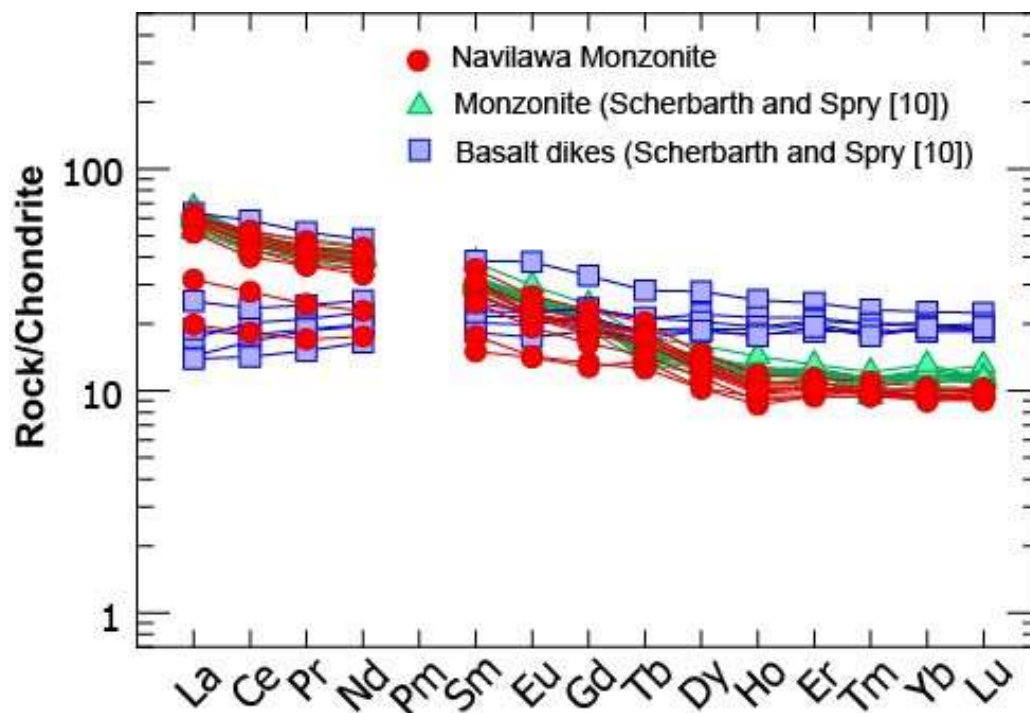 Navilawa Monzonite
Monzonite (Scherbarth and Spry [10])
Basalt dikes (Scherbarth and Spry [10])
Rock/Chondrite
100
10
1
La Ce Pr Nd Pm Sm Eu Gd Tb Dy Ho Er Tm Yb Lu